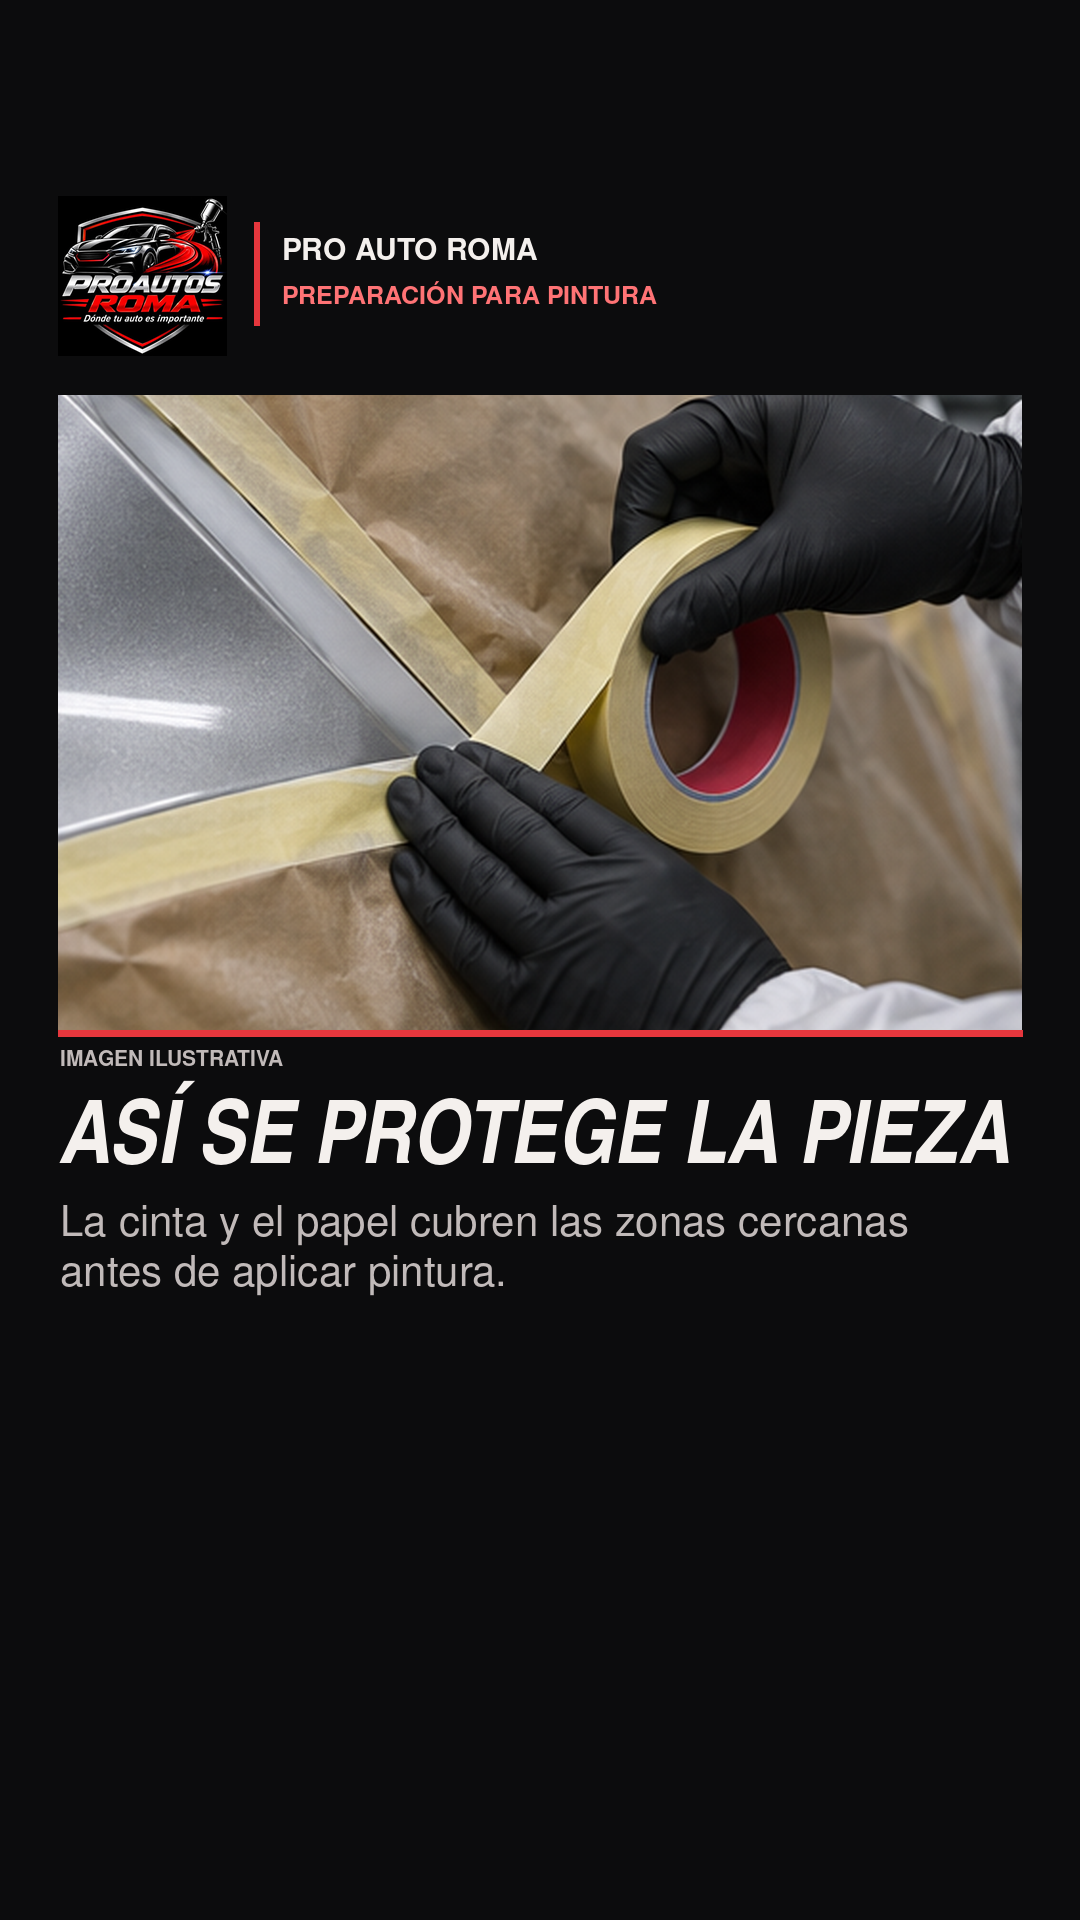 PROAUTOS
ROMA
Dónde tu auto es importante
PRO AUTO ROMA
PREPARACIÓN PARA PINTURA
IMAGEN ILUSTRATIVA
ASÍ SE PROTEGE LA PIEZA
La cinta y el papel cubren las zonas cercanas
antes de aplicar pintura.